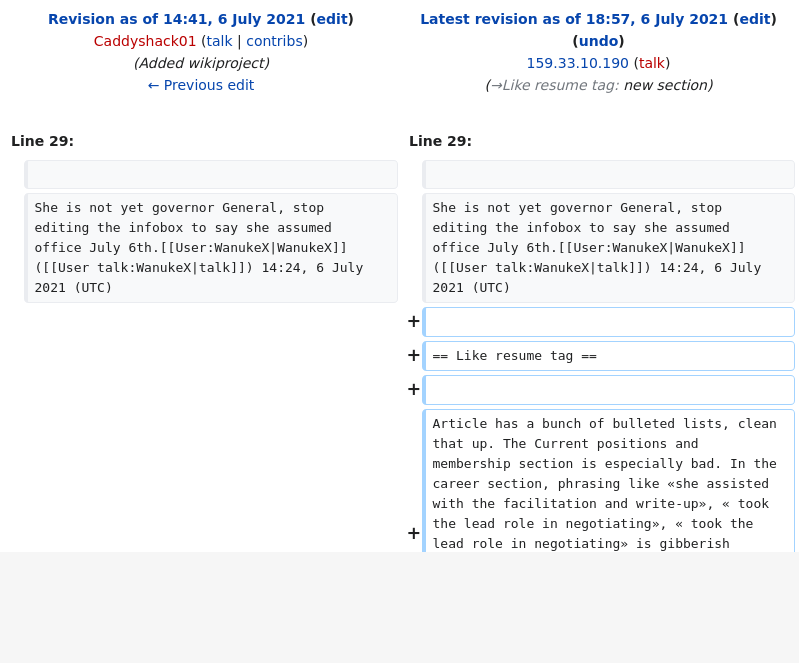 Revision as of 14:41, 6 July 2021 (edit)
Caddyshack01 (talk | contribs)
(Added wikiproject)
← Previous edit
Latest revision as of 18:57, 6 July 2021 (edit)
(undo)
159.33.10.190 (talk)
(→Like resume tag: new section)
Line 29:
Line 29:
She is not yet governor General, stop
editing the infobox to say she assumed
office July 6th.[[User:WanukeX|WanukeX]]
([[User talk:WanukeX|talk]]) 14:24, 6 July
2021 (UTC)
She is not yet governor General, stop
editing the infobox to say she assumed
office July 6th.[[User:WanukeX|WanukeX]]
([[User talk:WanukeX|talk]]) 14:24, 6 July
2021 (UTC)
+
+ == Like resume tag ==
+
Article has a bunch of bulleted lists, clean
that up. The Current positions and
membership section is especially bad. In the
career section, phrasing like «she assisted
with the facilitation and write-up», « took
the lead role in negotiating», « took the
+ lead role in negotiating» is gibberish